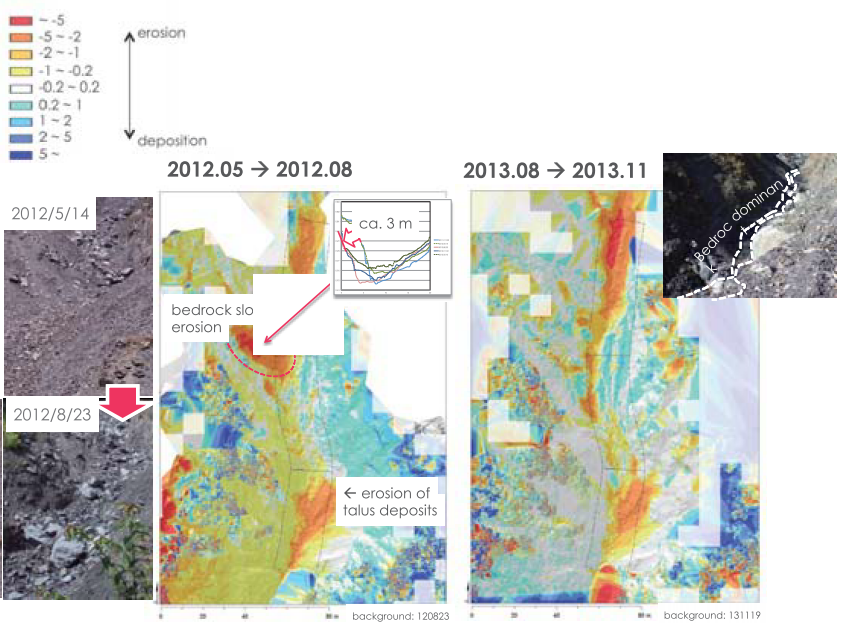 ~ -5
-5 ~ -2
-2 ~ -1
-1 ~ -0.2
-0.2 ~ 0.2
0.2 ~ 1
1 ~ 2
2 ~ 5
5 ~
erosion
deposition
2012.05 → 2012.08
2013.08 → 2013.11
2012/5/14
ca. 3 m
Bedroc dominan
bedrock slo
erosion
2012/8/23
← erosion of
talus deposits
background: 120823
background: 131119